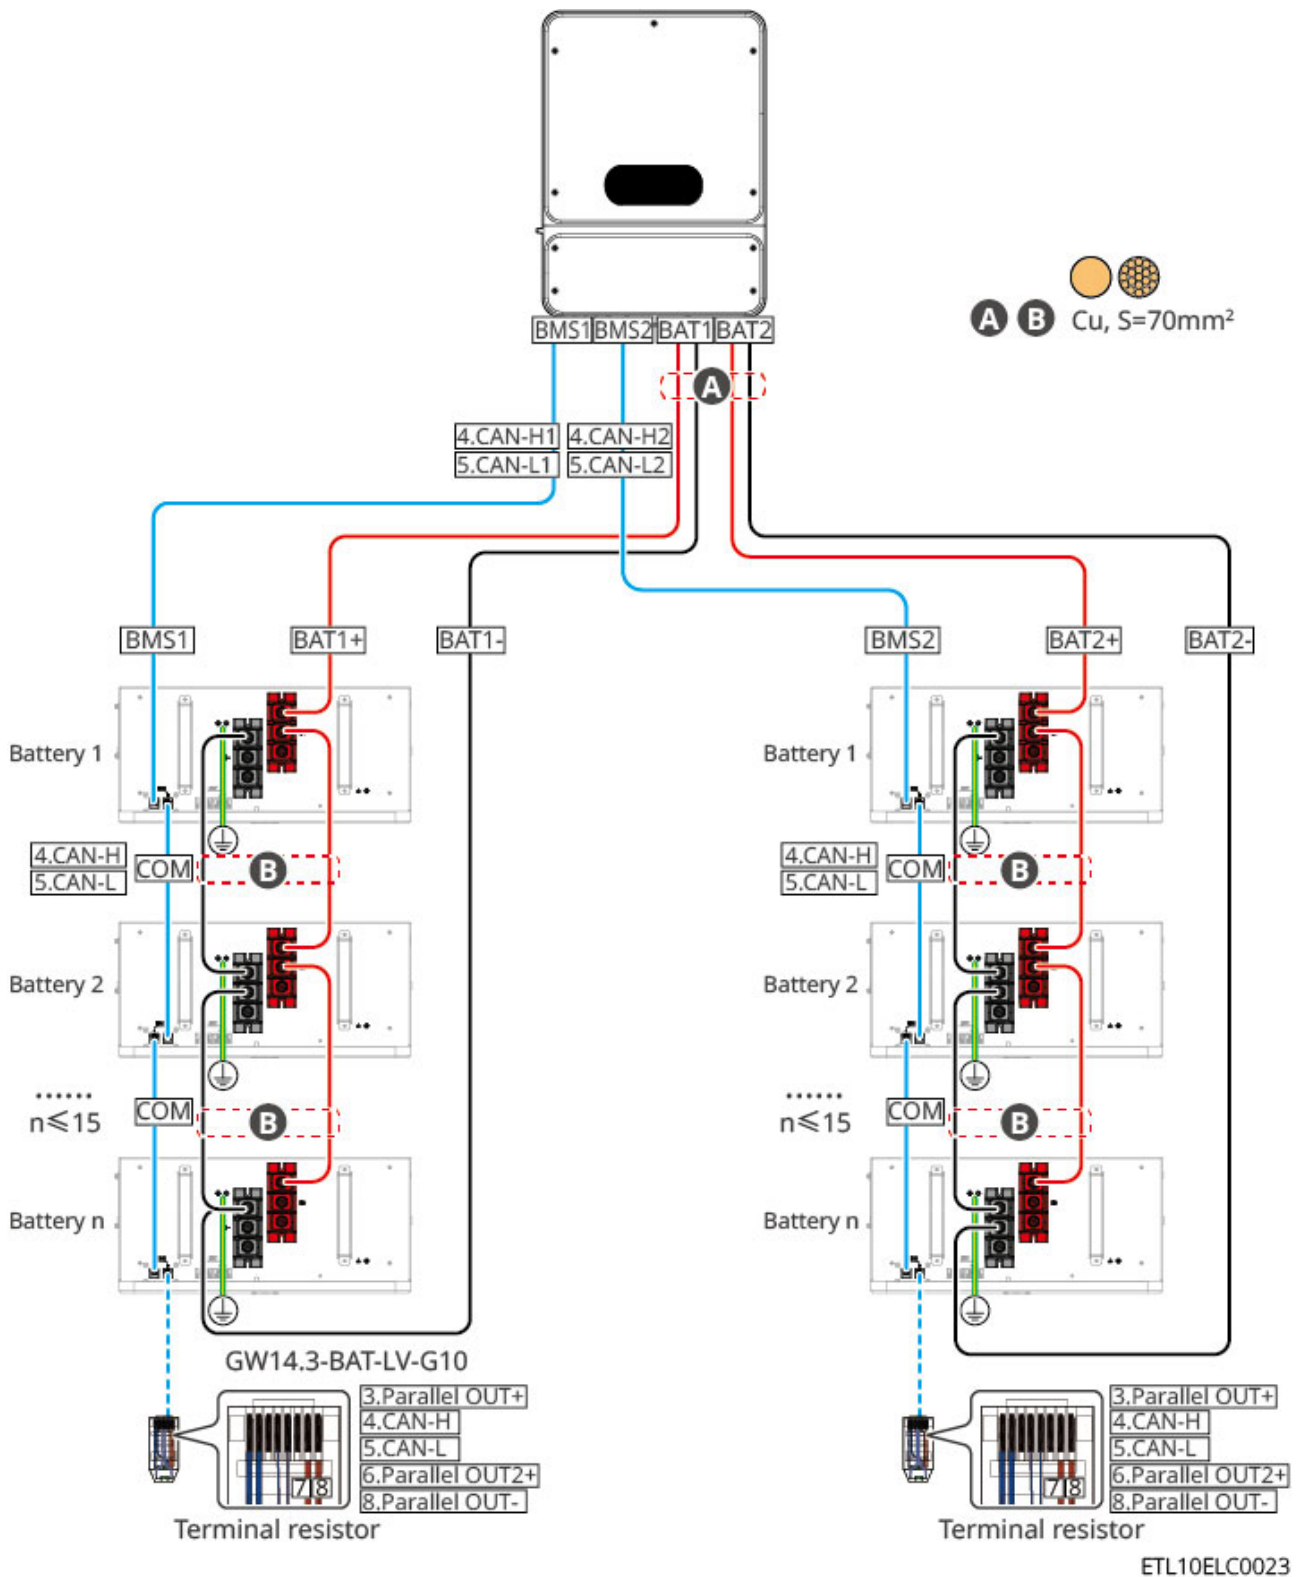 BMS1 BMS2 BAT1 BAT2
A B Cu, S=70mm²
A
4.CAN-H1 4.CAN-H2
5.CAN-L1 5.CAN-L2
BMS1 BAT1+ BAT1- BMS2 BAT2+ BAT2-
Battery 1 Battery 1
4.CAN-H COM B 4.CAN-H COM B
5.CAN-L 5.CAN-L
Battery 2 Battery 2
...... ......
COM B COM B
n≤15 n≤15
Battery n Battery n
GW14.3-BAT-LV-G10
3.Parallel OUT+ 3.Parallel OUT+
4.CAN-H 4.CAN-H
5.CAN-L 5.CAN-L
7 8 6.Parallel OUT2+ 7 8 6.Parallel OUT2+
8.Parallel OUT- 8.Parallel OUT-
Terminal resistor Terminal resistor
ETL10ELC0023